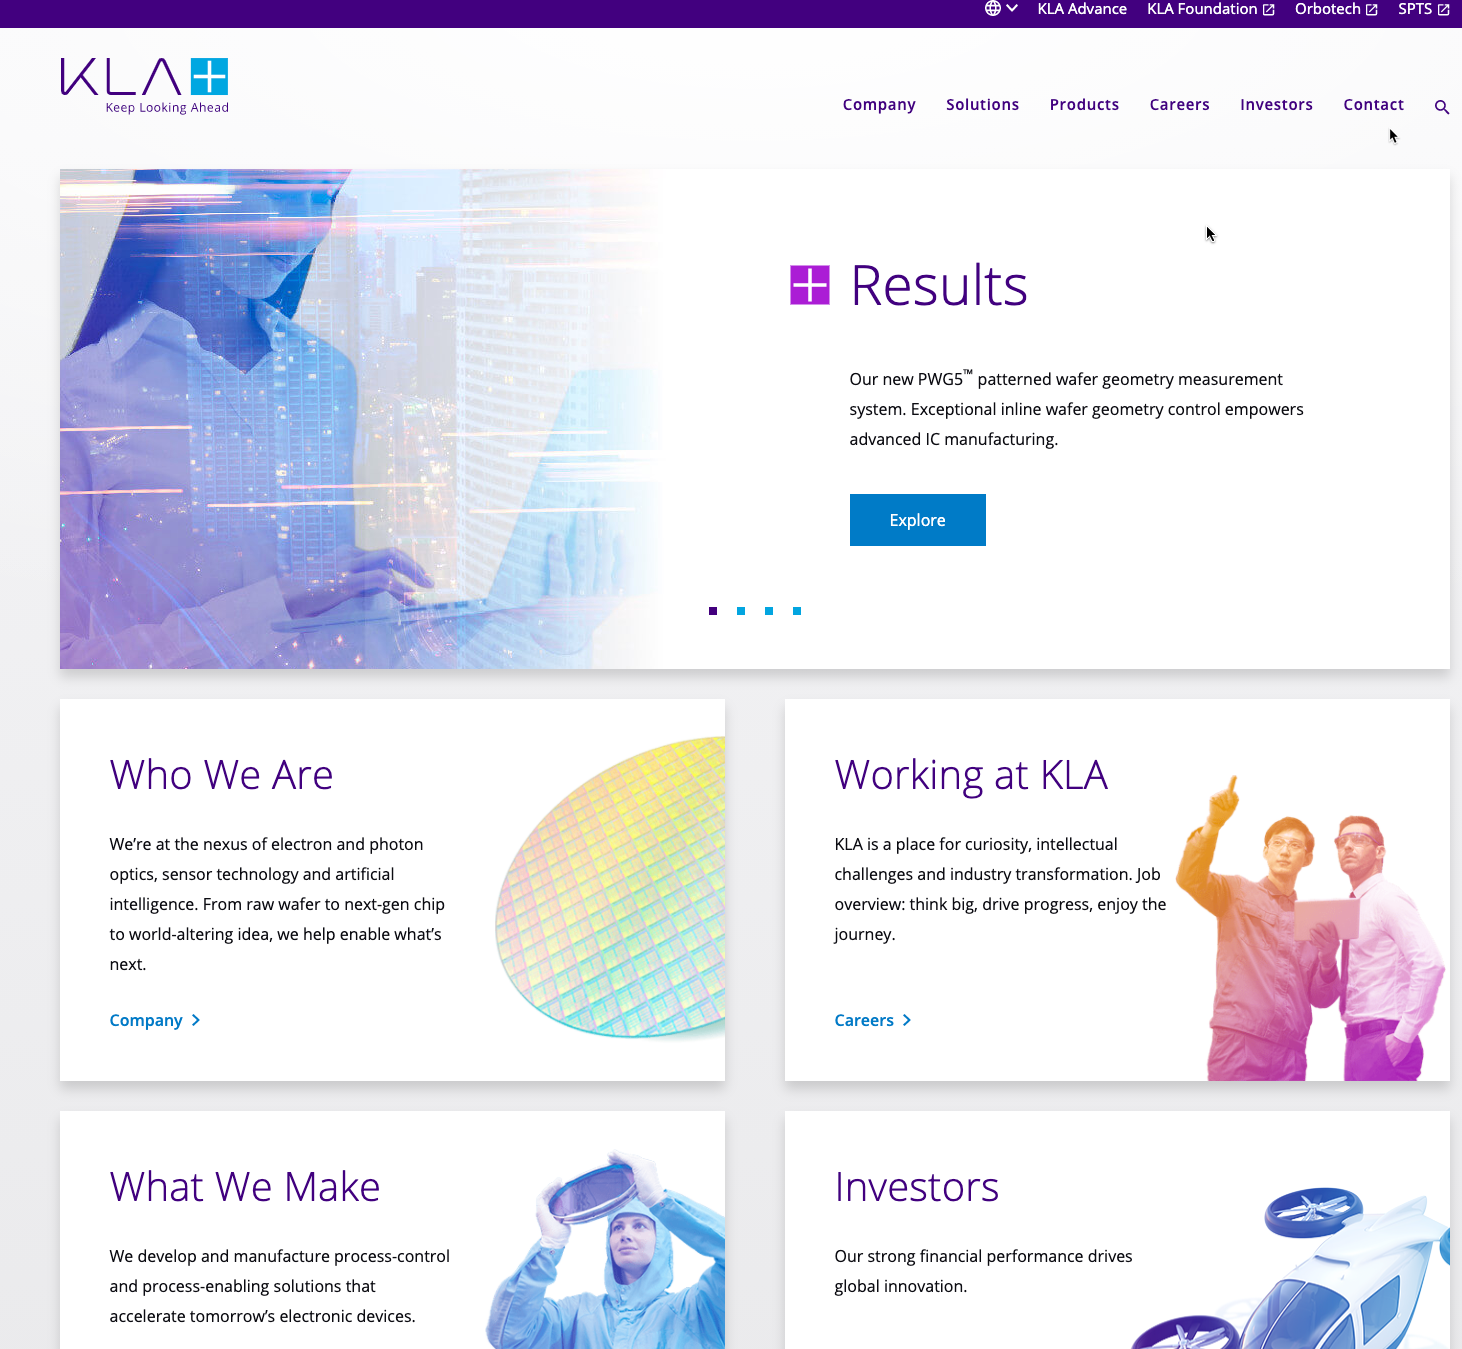 KLA Advance KLA Foundation Orbotech SPTS
KLA
Keep Looking Ahead
Company Solutions Products Careers Investors Contact
Results
Our new PWG5™ patterned wafer geometry measurement
system. Exceptional inline wafer geometry control empowers
advanced IC manufacturing.
Explore
Who We Are
We’re at the nexus of electron and photon
optics, sensor technology and artificial
intelligence. From raw wafer to next-gen chip
to world-altering idea, we help enable what’s
next.
Company
Working at KLA
KLA is a place for curiosity, intellectual
challenges and industry transformation. Job
overview: think big, drive progress, enjoy the
journey.
Careers
What We Make
We develop and manufacture process-control
and process-enabling solutions that
accelerate tomorrow’s electronic devices.
Investors
Our strong financial performance drives
global innovation.